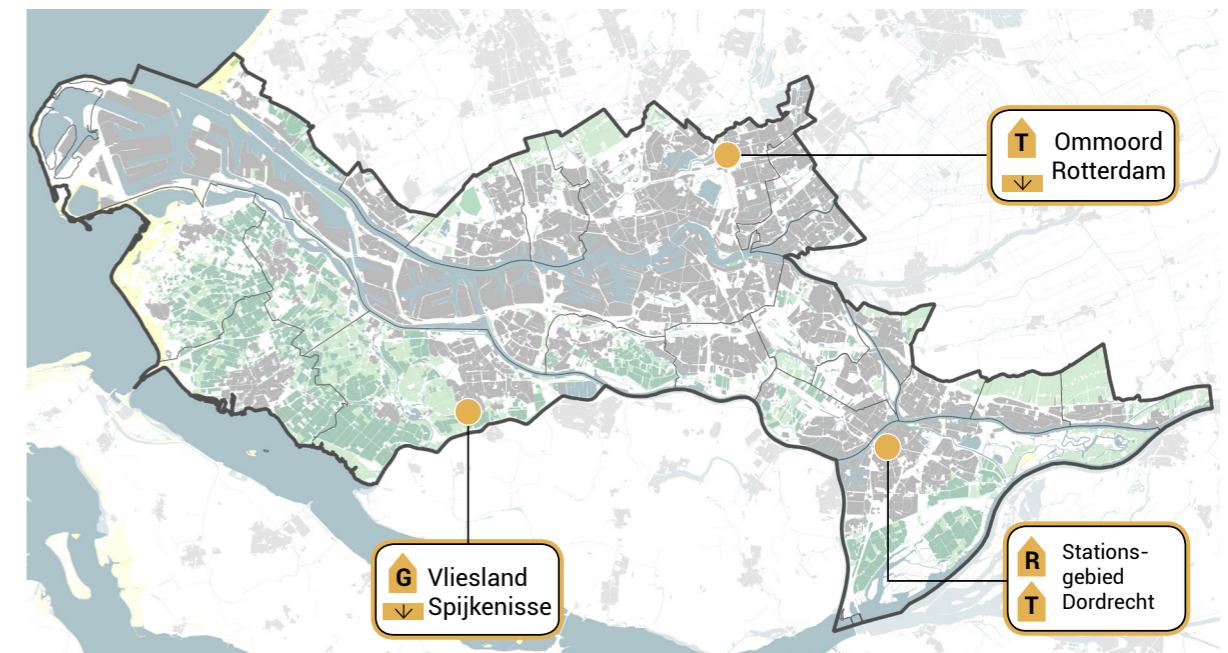 T
Ommoord
Rotterdam
G
Vliesland
Spijkenisse
R
T
Stations-
gebied
Dordrecht